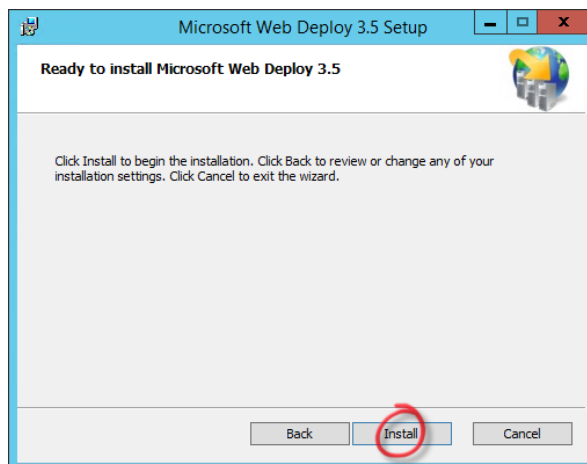 Microsoft Web Deploy 3.5 Setup
Ready to install Microsoft Web Deploy 3.5
Click Install to begin the installation. Click Back to review or change any of your
installation settings. Click Cancel to exit the wizard.
Back Install Cancel